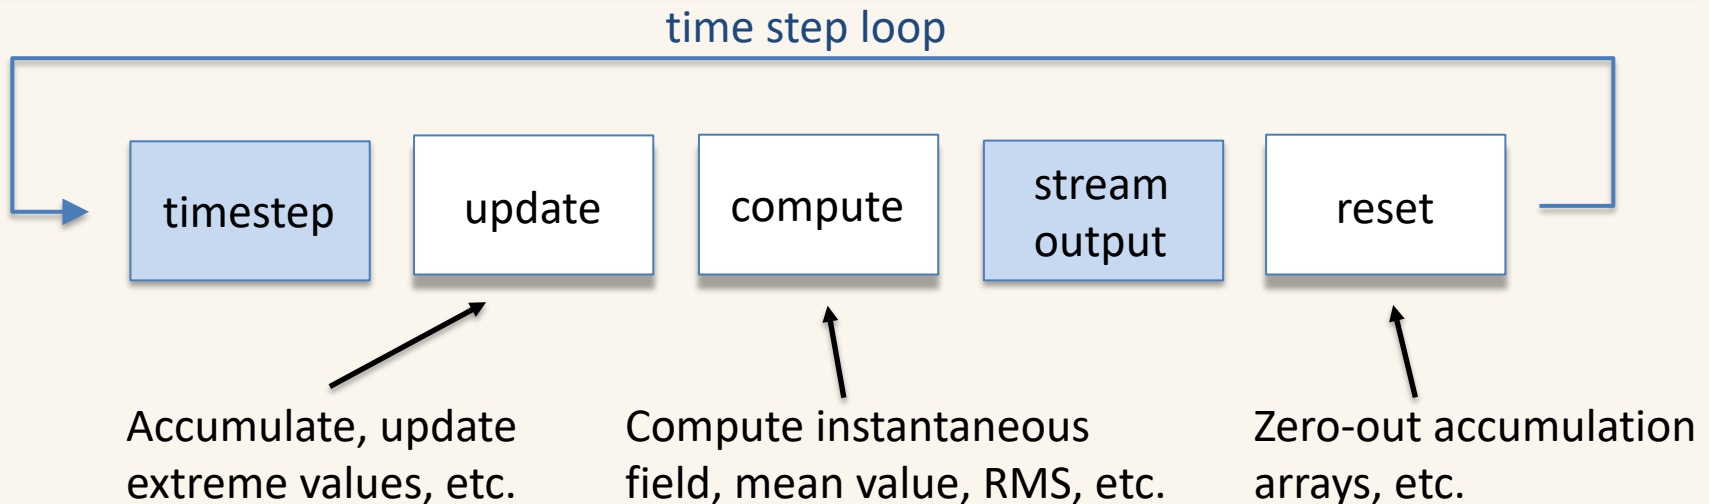 time step loop
timestep
update
compute
stream
output
reset
Accumulate, update
extreme values, etc.
Compute instantaneous
field, mean value, RMS, etc.
Zero-out accumulation
arrays, etc.